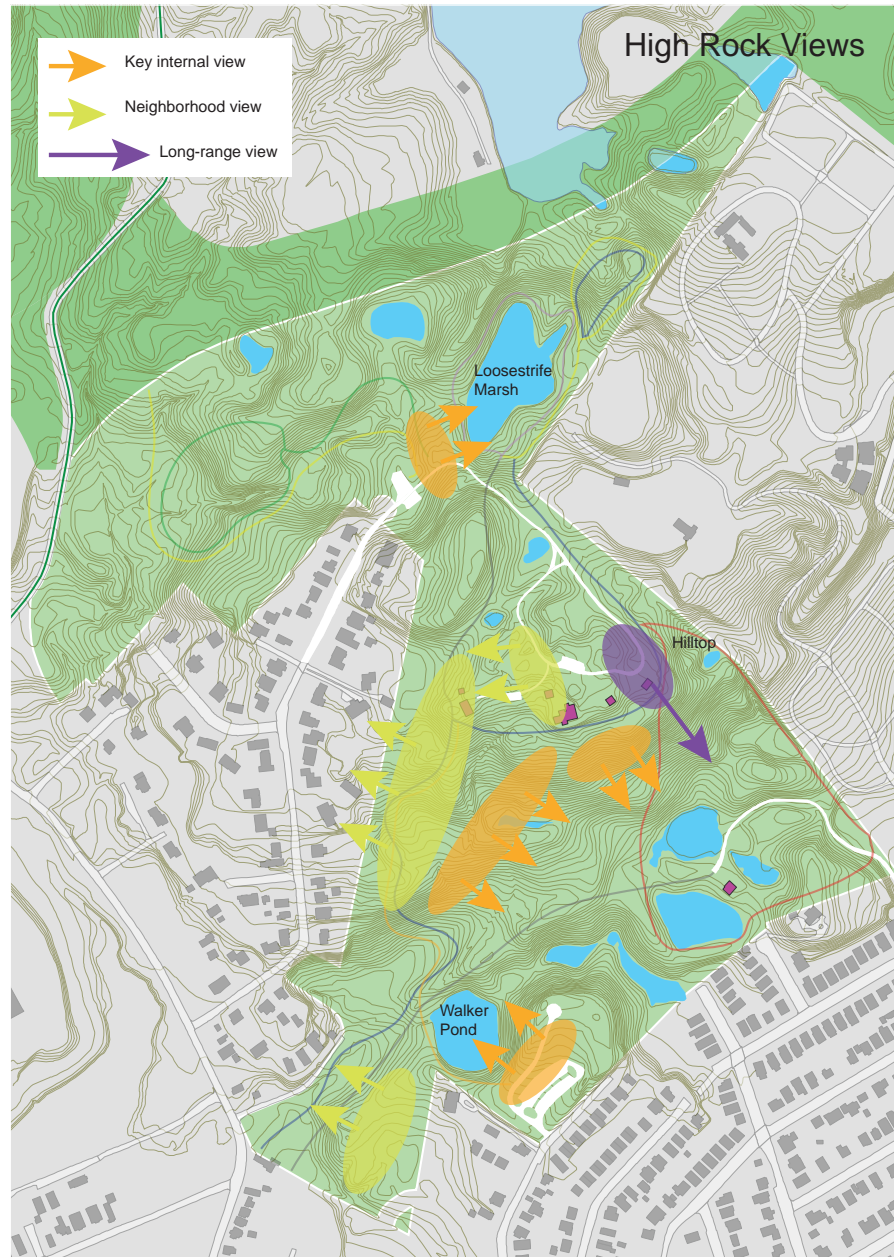 High Rock Views
Key internal view
Neighborhood view
Long-range view
Loosestrife
Marsh
Hilltop
Walker
Pond